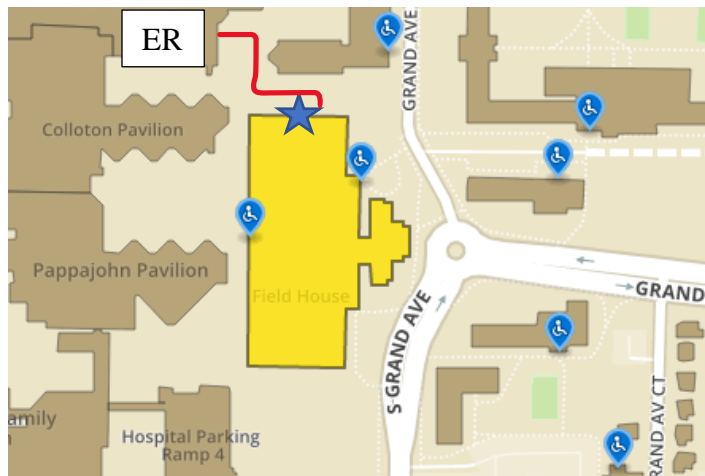 ER
GRAND AVE
Colloton Pavilion
Pappajohn Pavilion
Field House
GRAND
S GRAND AVE
amily
Hospital Parking
Ramp 4
RAND AV CT